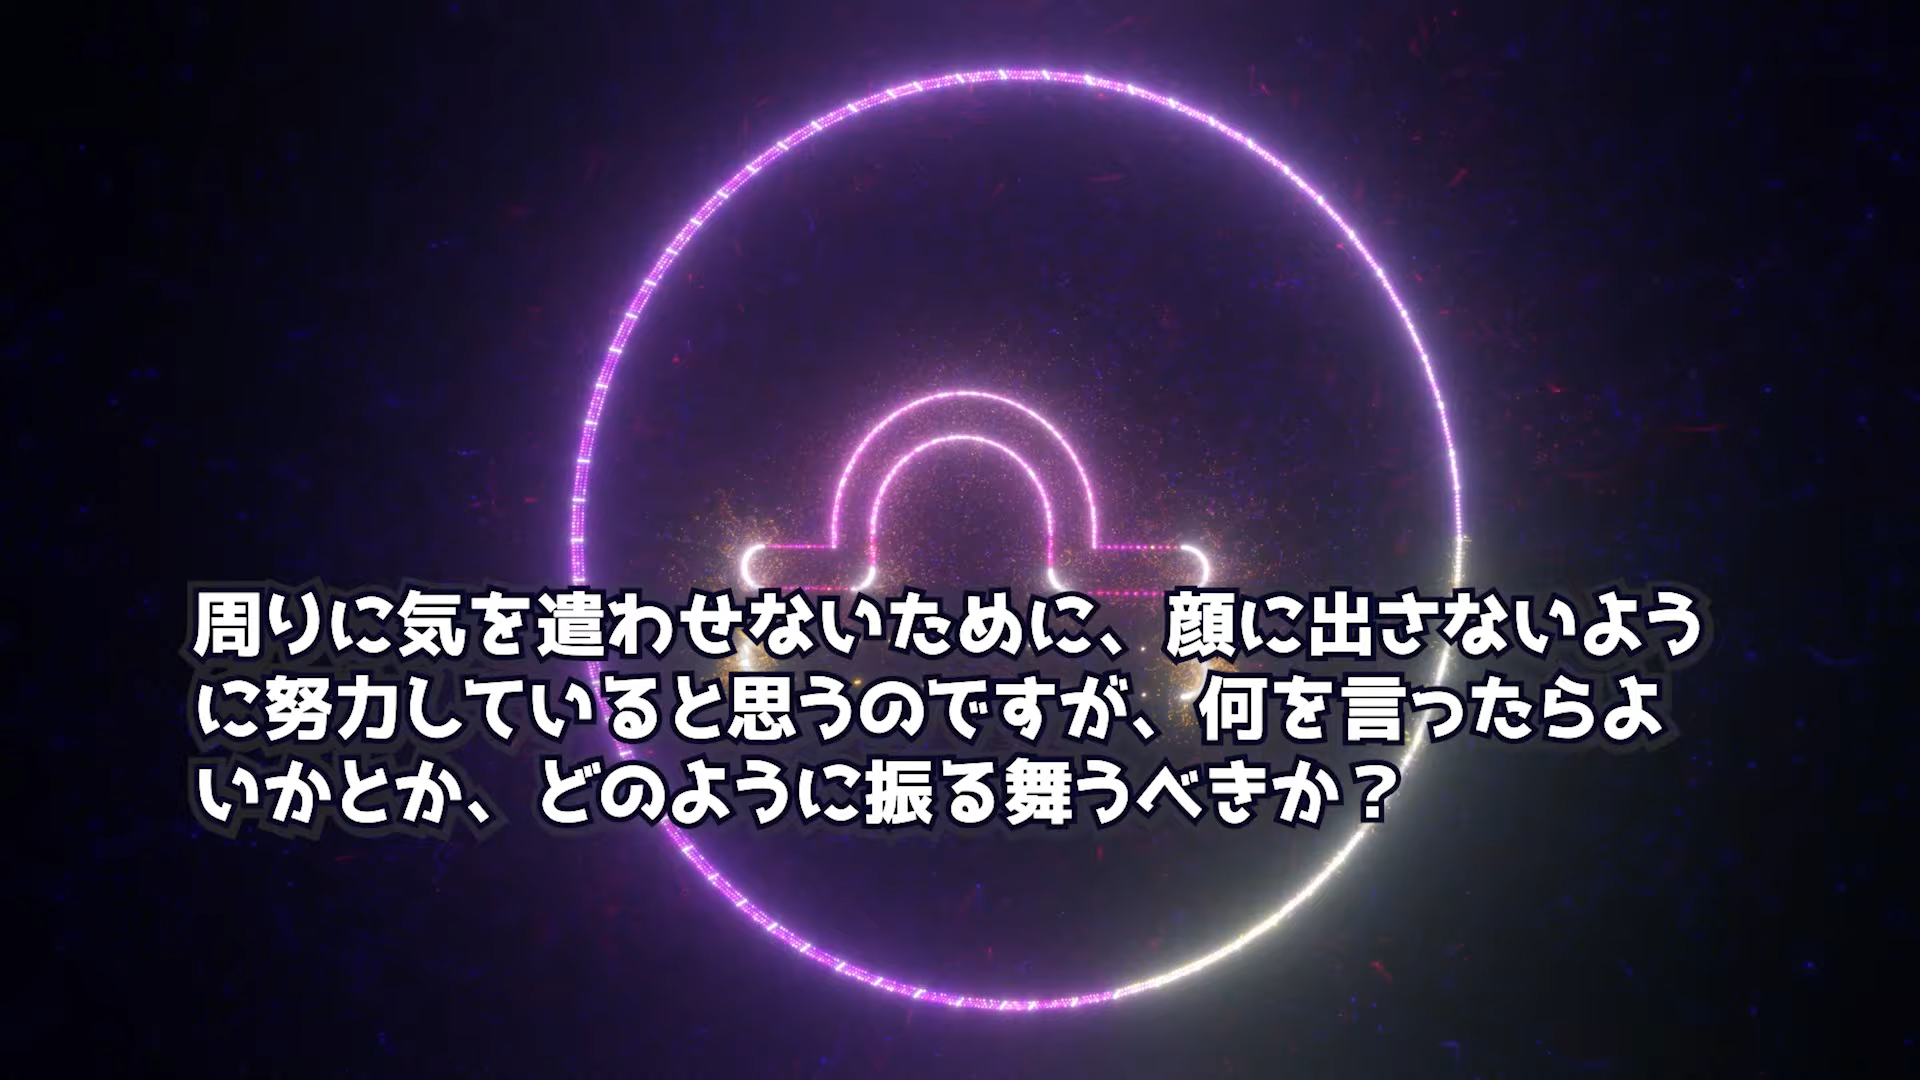 周りに気を遣わせないために、顔に出さないよう
に努力していると思うのですが、何を言ったらよ
いかとか、どのように振る舞うべきか？